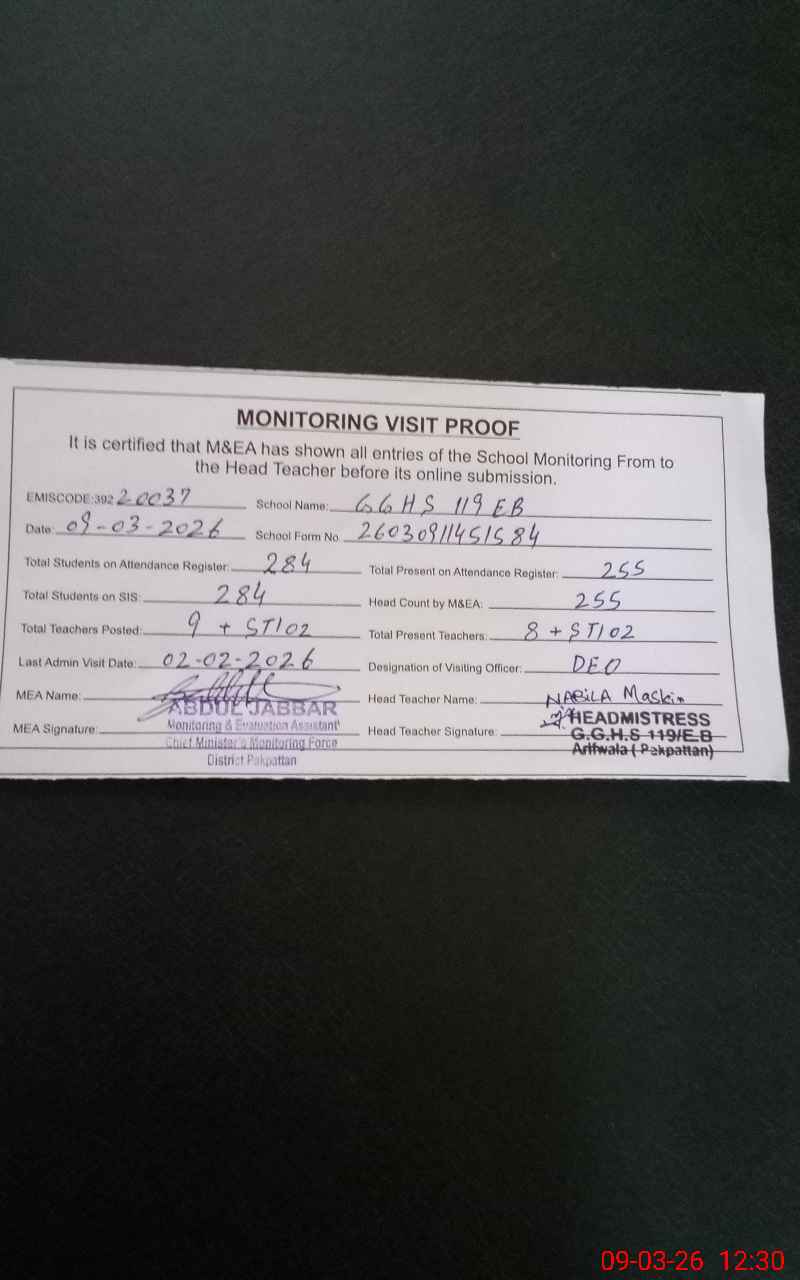 MONITORING VISIT PROOF
It is certified that M&EA has shown all entries of the School Monitoring From to
the Head Teacher before its online submission.
EMISCODE:392 20037 School Name: GGHS 119 EB
Date: 09-03-2026 School Form No. 26030911451584
Total Students on Attendance Register: 284 Total Present on Attendance Register: 255
Total Students on SIS: 284 Head Count by M&EA: 255
Total Teachers Posted: 9 + STI 02 Total Present Teachers: 8 + STI 02
Last Admin Visit Date: 02-02-2026 Designation of Visiting Officer: DEO
MEA Name: Head Teacher Name: NABILA Maskin
ABDUL JABBAR HEADMISTRESS
MEA Signature: Monitoring & Evaluation Assistant Head Teacher Signature: G.G.H.S 119/E.B
Chief Minister's Monitoring Force Arifwala ( Pakpattan)
District Pakpattan
09-03-26 12:30